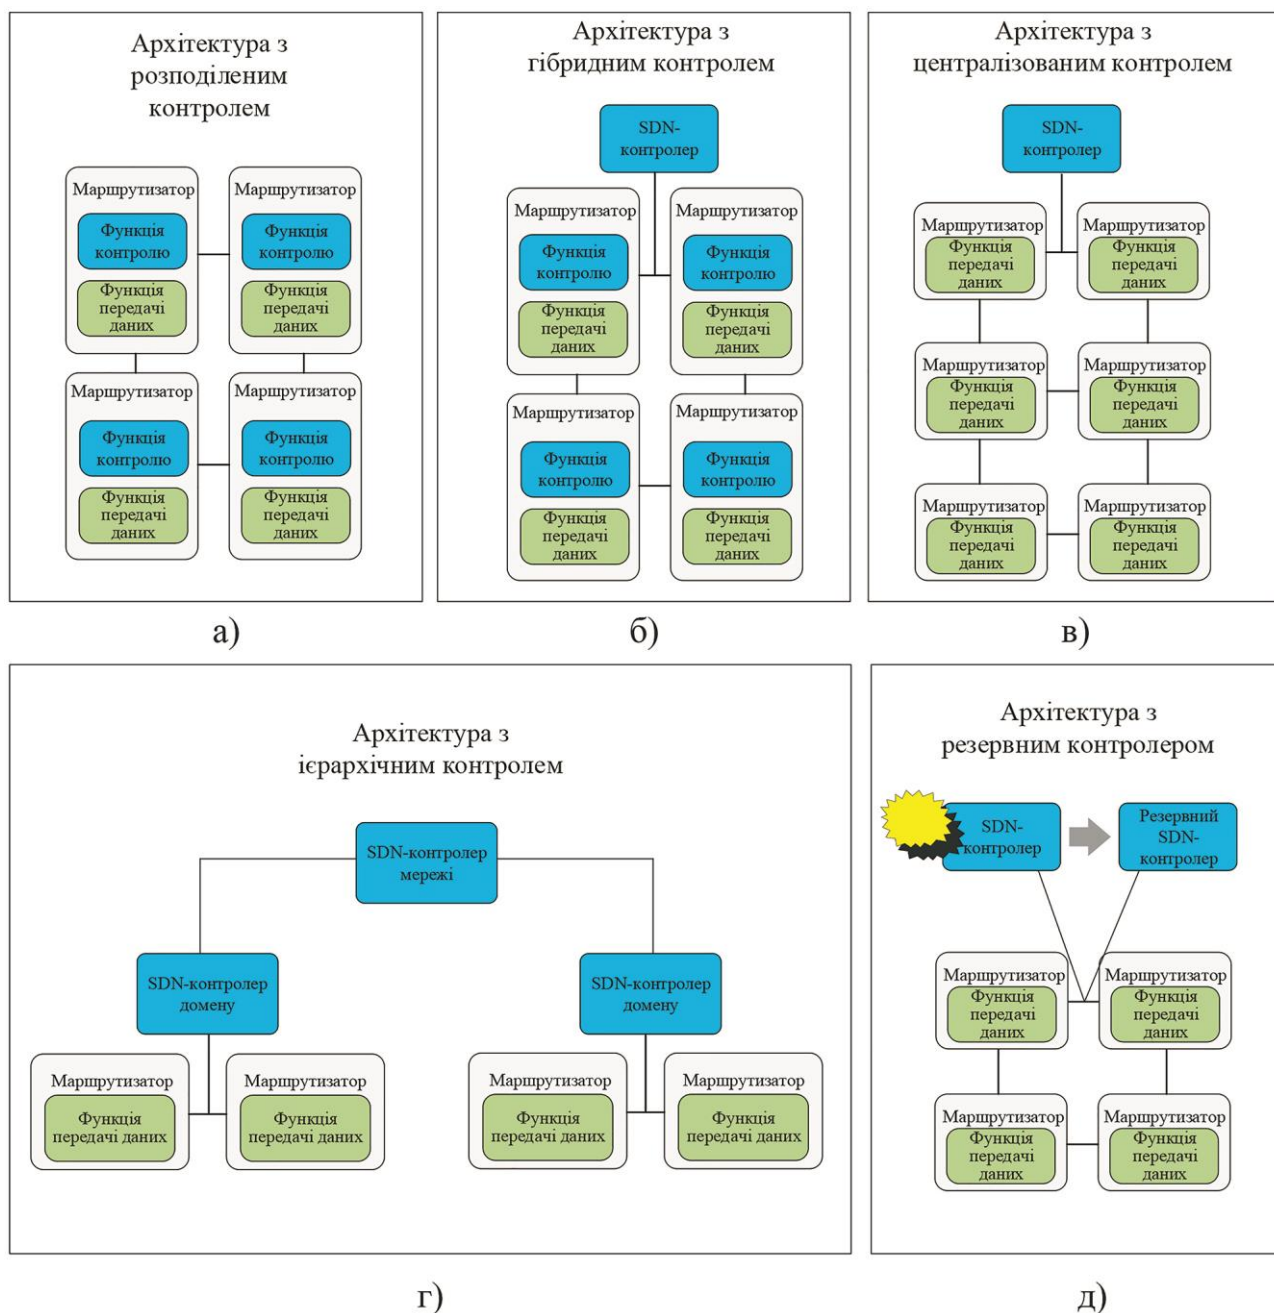 Архітектура з
розподіленим
контролем
Маршрутизатор
Функція
контролю
Функція
передачі
даних
Маршрутизатор
Функція
контролю
Функція
передачі
даних
Маршрутизатор
Функція
контролю
Функція
передачі
даних
Маршрутизатор
Функція
контролю
Функція
передачі
даних
а)
Архітектура з
гібридним контролем
SDN-
контролер
Маршрутизатор
Функція
контролю
Функція
передачі
даних
Маршрутизатор
Функція
контролю
Функція
передачі
даних
Маршрутизатор
Функція
контролю
Функція
передачі
даних
Маршрутизатор
Функція
контролю
Функція
передачі
даних
б)
Архітектура з
централізованим контролем
SDN-
контролер
Маршрутизатор
Функція
передачі
даних
Маршрутизатор
Функція
передачі
даних
Маршрутизатор
Функція
передачі
даних
Маршрутизатор
Функція
передачі
даних
Маршрутизатор
Функція
передачі
даних
Маршрутизатор
Функція
передачі
даних
в)
Архітектура з
ієрархічним контролем
SDN-контролер
мережі
SDN-контролер
домену
SDN-контролер
домену
Маршрутизатор
Функція
передачі даних
Маршрутизатор
Функція
передачі даних
Маршрутизатор
Функція
передачі даних
Маршрутизатор
Функція
передачі даних
г)
Архітектура з
резервним контролером
SDN-
контролер
Резервний
SDN-
контролер
Маршрутизатор
Функція
передачі
даних
Маршрутизатор
Функція
передачі
даних
Маршрутизатор
Функція
передачі
даних
Маршрутизатор
Функція
передачі
даних
д)